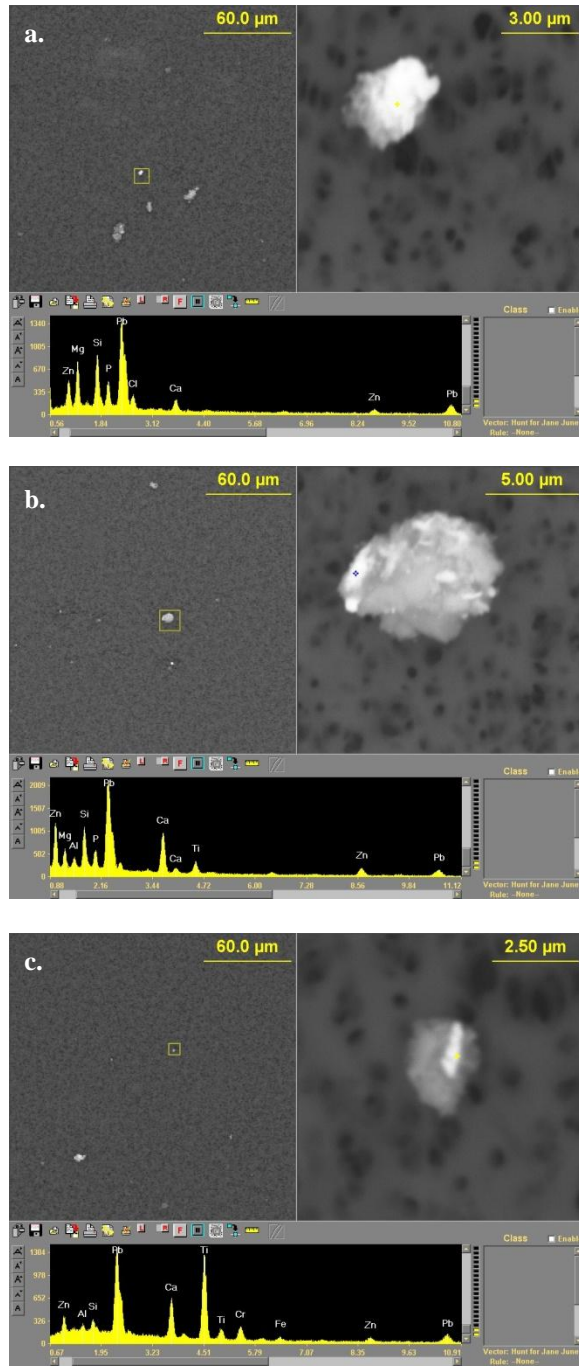 a.
60.0 µm
3.00 µm
F
Class
Enabl
A
1340
1005
670
335
0
Zn
Mg
Si
P
Pb
Cl
Ca
Zn
Pb
0.56 1.84 3.12 4.40 5.68 6.96 8.24 9.52 10.80
Vector: Hunt for Jane June
Rule: --None--
b.
60.0 µm
5.00 µm
F
Class
Enabl
A
2009
1507
1005
502
0
Zn
Mg
Al
Si
P
Pb
Ca
Ca
Ti
Zn
Pb
0.88 2.16 3.44 4.72 6.00 7.28 8.56 9.84 11.12
Vector: Hunt for Jane June
Rule: --None--
c.
60.0 µm
2.50 µm
F
Class
Enabl
A
1304
978
652
326
0
Zn
Al
Si
Pb
Ca
Ti
Ti
Cr
Fe
Zn
Pb
0.67 1.95 3.23 4.51 5.79 7.07 8.35 9.63 10.91
Vector: Hunt for Jane June
Rule: --None--